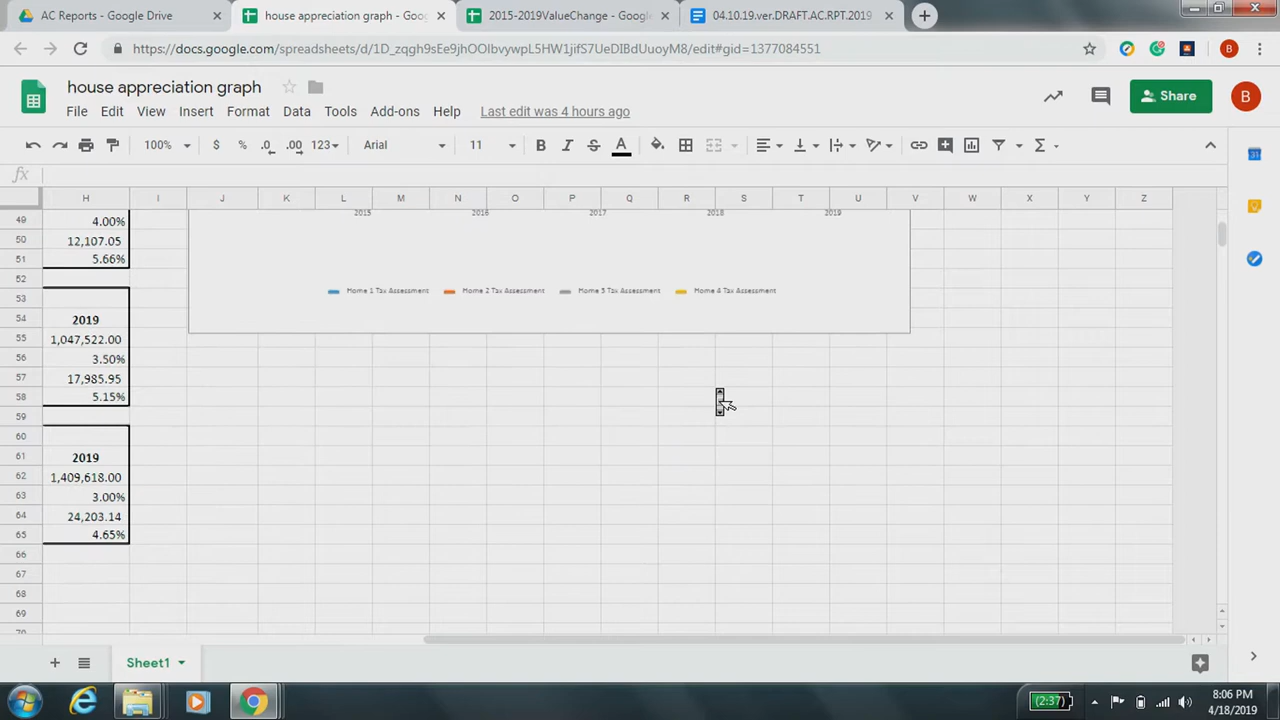 AC Reports - Google Drive
house appreciation graph - Goo
2015-2019ValueChange - Google
04.10.19.ver.DRAFT.AC.RPT.2019
https://docs.google.com/spreadsheets/d/1D_zqgh9sEe9jhODIbvywpL5HW1jifS7UeDIBdUuoyM8/edit#gid=1377084551
B
house appreciation graph
File Edit View Insert Format Data Tools Add-ons Help Last edit was 4 hours ago
Share
B
100% $ % .0 .00 123 Arial 11 B I S A
fx
H I J K L M N O P Q R S T U V W X Y Z
49 4.00% 2015 2016 2017 2018 2019
50 12,107.05
51 5.66%
52
53 Home 1 Tax Assessment Home 2 Tax Assessment Home 3 Tax Assessment Home 4 Tax Assessment
54 2019
55 1,047,522.00
56 3.50%
57 17,985.95
58 5.15%
59
60
61 2019
62 1,409,618.00
63 3.00%
64 24,203.14
65 4.65%
66
67
68
69
70
Sheet1
(2:37)
8:06 PM
4/18/2019